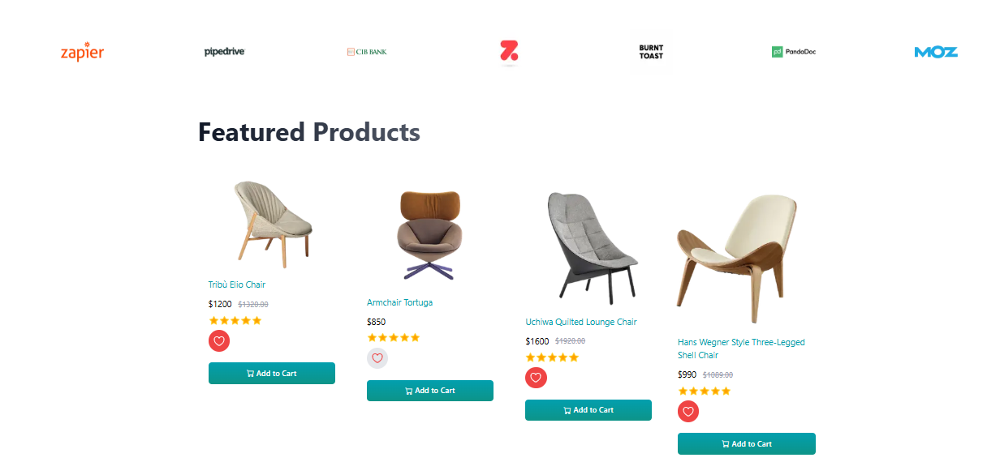 zapier
pipedrive
CIB BANK
BURNT
TOAST
pd PandaDoc
MOZ
Featured Products
Tribù Elio Chair
$1200 $1320.00
Add to Cart
Armchair Tortuga
$850
Add to Cart
Uchiwa Quilted Lounge Chair
$1600 $1920.00
Add to Cart
Hans Wegner Style Three-Legged
Shell Chair
$990 $1089.00
Add to Cart